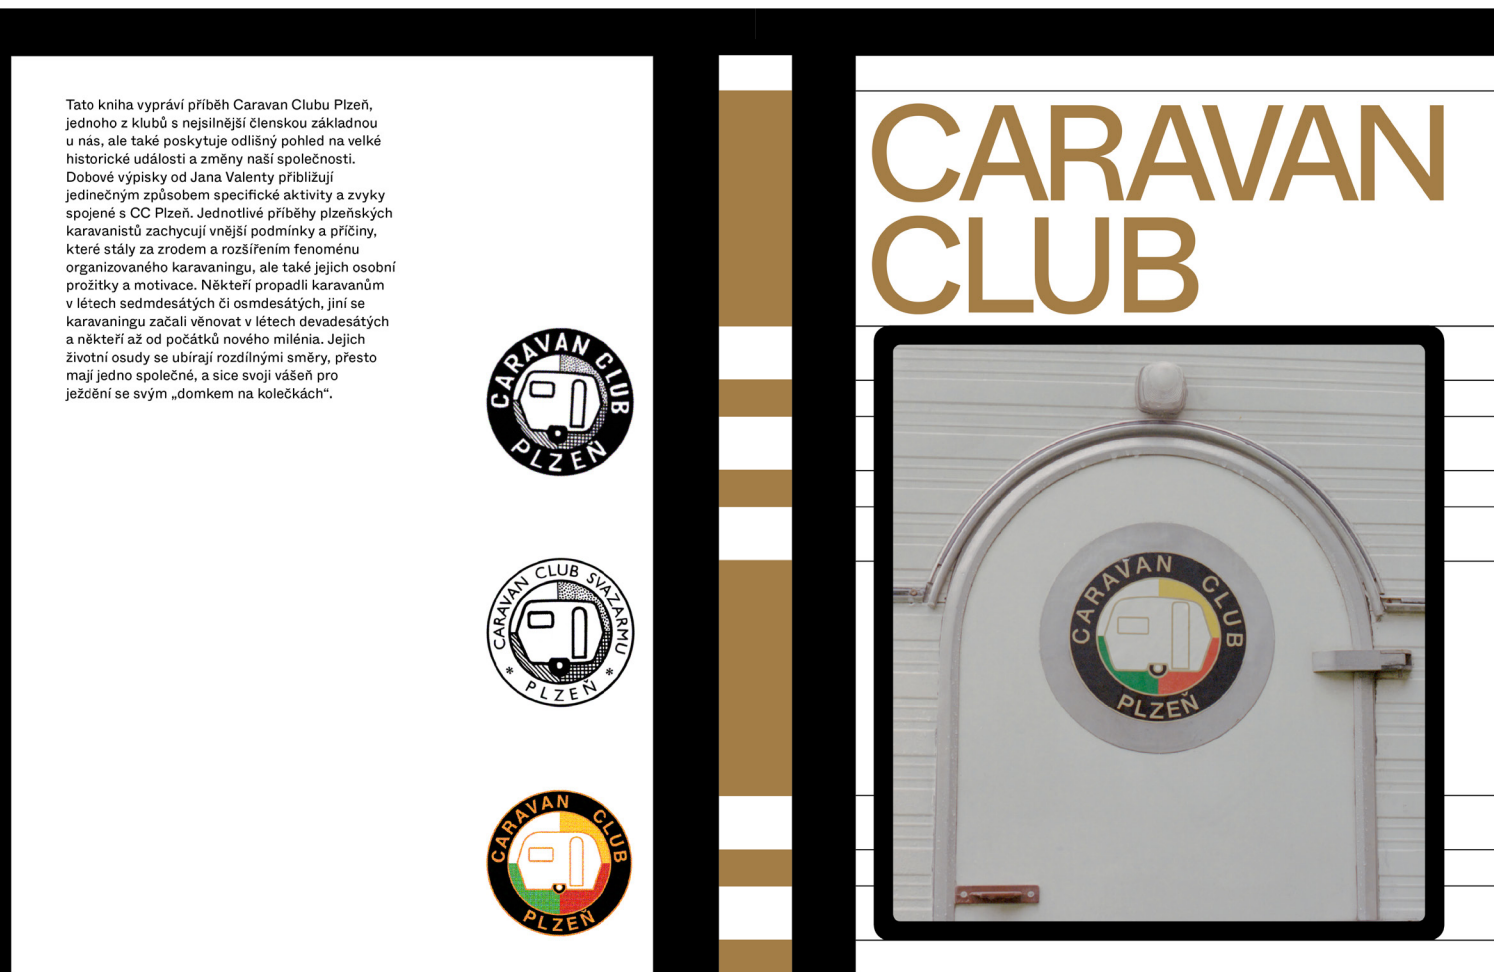 Tato kniha vypráví příběh Caravan Clubu Plzeň,
jednoho z klubů s nejsilnější členskou základnou
u nás, ale také poskytuje odlišný pohled na velké
historické události a změny naší společnosti.
Dobové výpisky od Jana Valenty přibližují
jedinečným způsobem specifické aktivity a zvyky
spojené s CC Plzeň. Jednotlivé příběhy plzeňských
karavanistů zachycují vnější podmínky a příčiny,
které stály za zrodem a rozšířením fenoménu
organizovaného karavaningu, ale také jejich osobní
prožitky a motivace. Někteří propadli karavanům
v létech sedmdesátých či osmdesátých, jiní se
karavaningu začali věnovat v létech devadesátých
a někteří až od počátků nového milénia. Jejich
životní osudy se ubírají rozdílnými směry, přesto
mají jedno společné, a sice svoji vášeň pro
ježdění se svým „domkem na kolečkách“.
CARAVAN CLUB
PLZEŇ
CARAVAN CLUB SVAZARMU
* PLZEŇ *
CARAVAN CLUB
PLZEŇ
CARAVAN
CLUB
CARAVAN CLUB
PLZEŇ